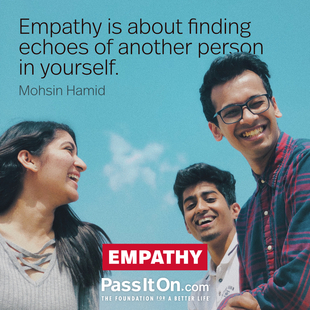 Empathy is about finding
echoes of another person
in yourself.
Mohsin Hamid
EMPATHY
PassItOn.com
THE FOUNDATION FOR A BETTER LIFE